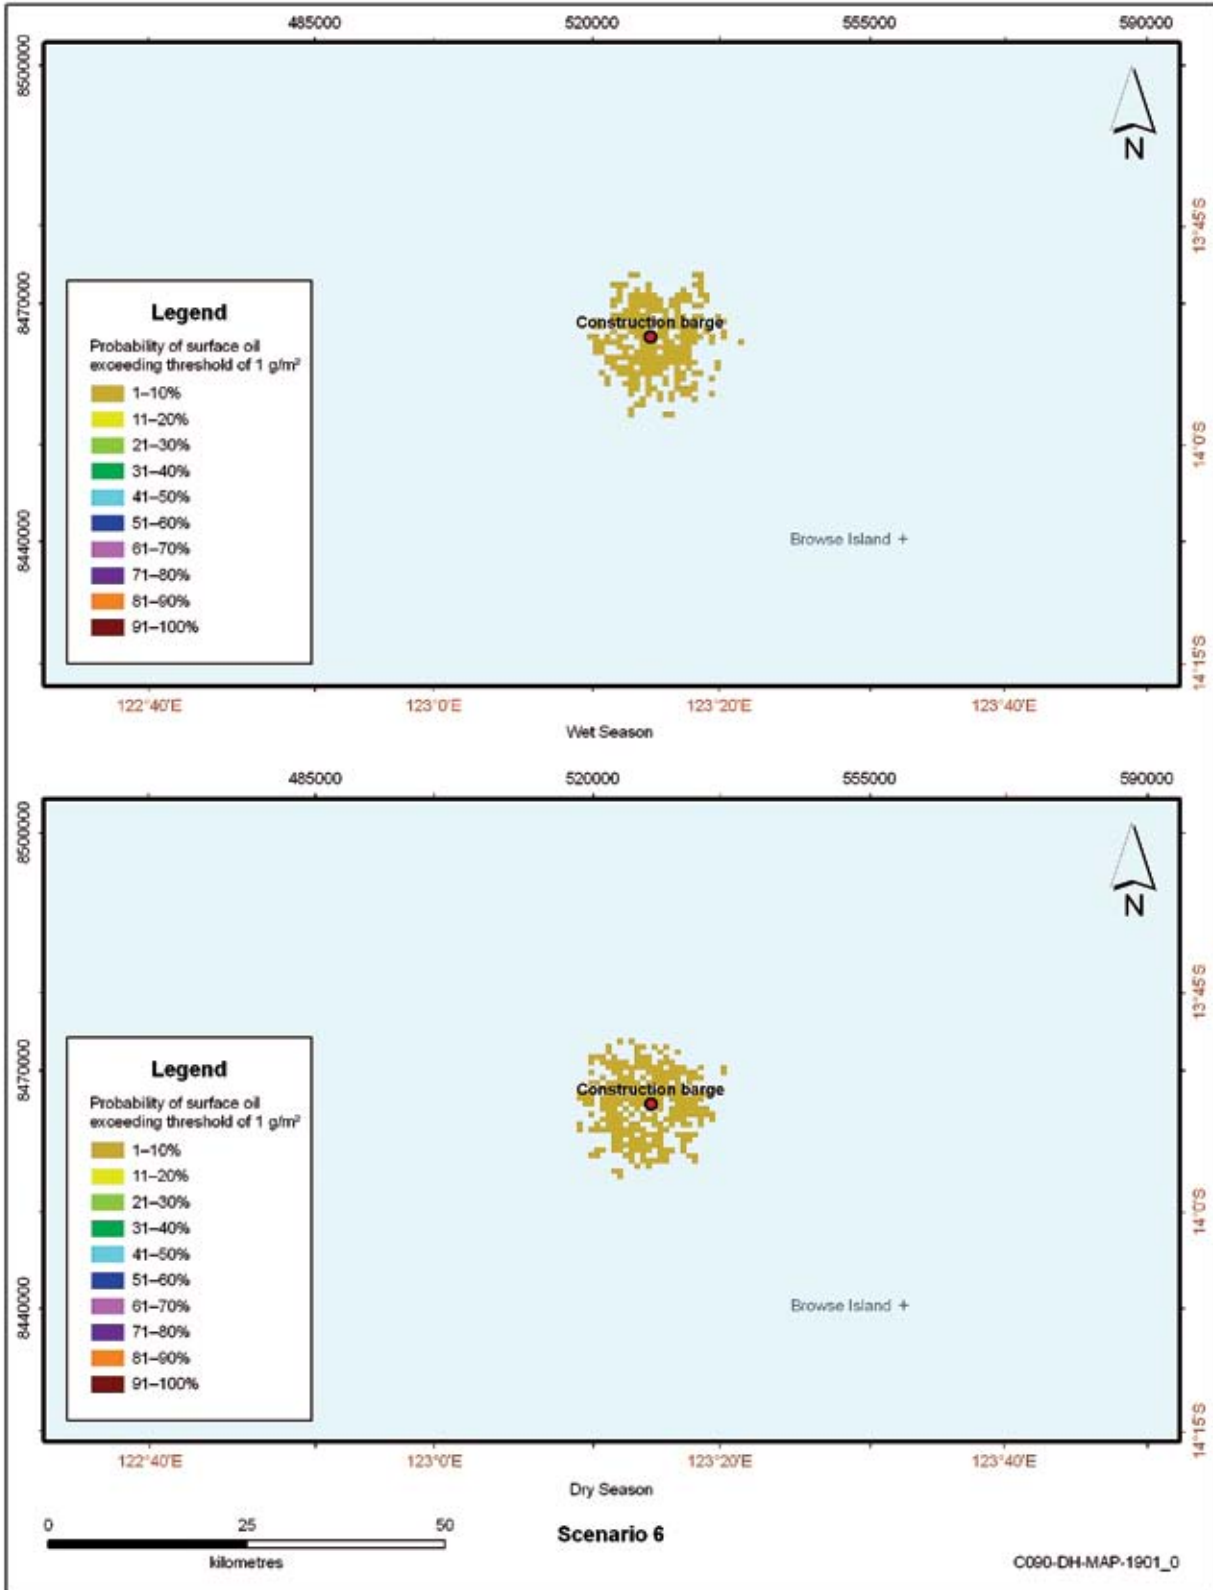 485000 520000 555000 590000
8500000
N
13°45'S
8470000
Construction barge
Legend
Probability of surface oil
exceeding threshold of 1 g/m²
1–10%
11–20%
21–30%
31–40%
41–50%
51–60%
61–70%
71–80%
81–90%
91–100%
14°0'S
8440000
Browse Island +
14°15'S
122°40'E 123°0'E 123°20'E 123°40'E
Wet Season
485000 520000 555000 590000
8500000
N
13°45'S
8470000
Construction barge
Legend
Probability of surface oil
exceeding threshold of 1 g/m²
1–10%
11–20%
21–30%
31–40%
41–50%
51–60%
61–70%
71–80%
81–90%
91–100%
14°0'S
8440000
Browse Island +
14°15'S
122°40'E 123°0'E 123°20'E 123°40'E
Dry Season
0 25 50
kilometres
Scenario 6
C090-DH-MAP-1901_0